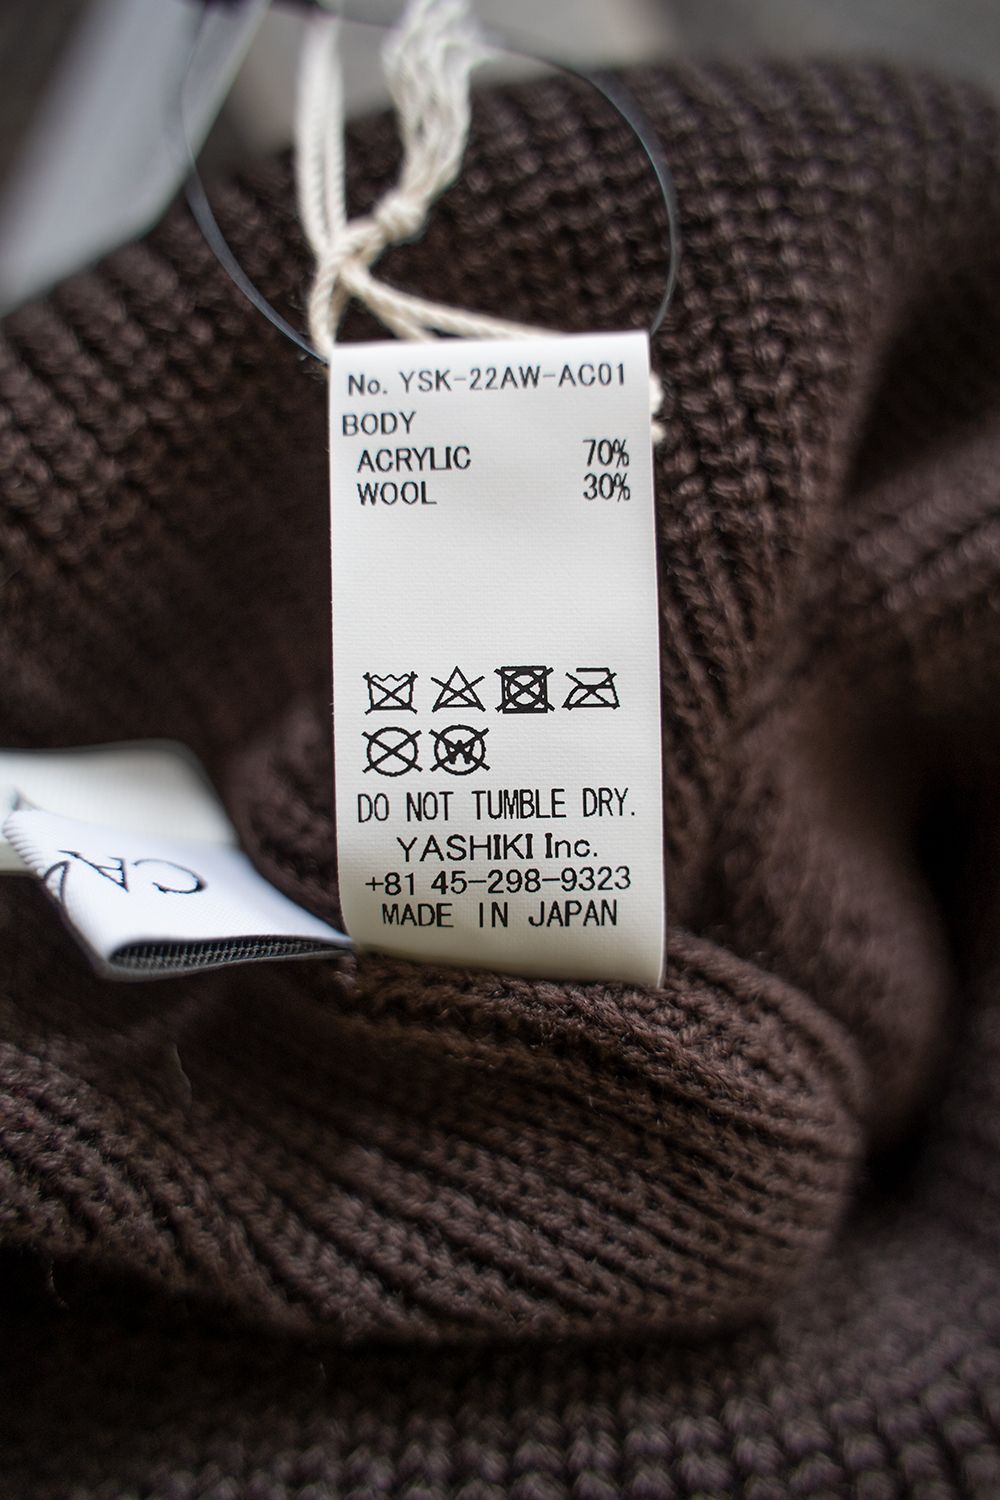 No. YSK-22AW-AC01
BODY
ACRYLIC 70%
WOOL 30%
DO NOT TUMBLE DRY.
YASHIKI Inc.
+81 45-298-9323
MADE IN JAPAN